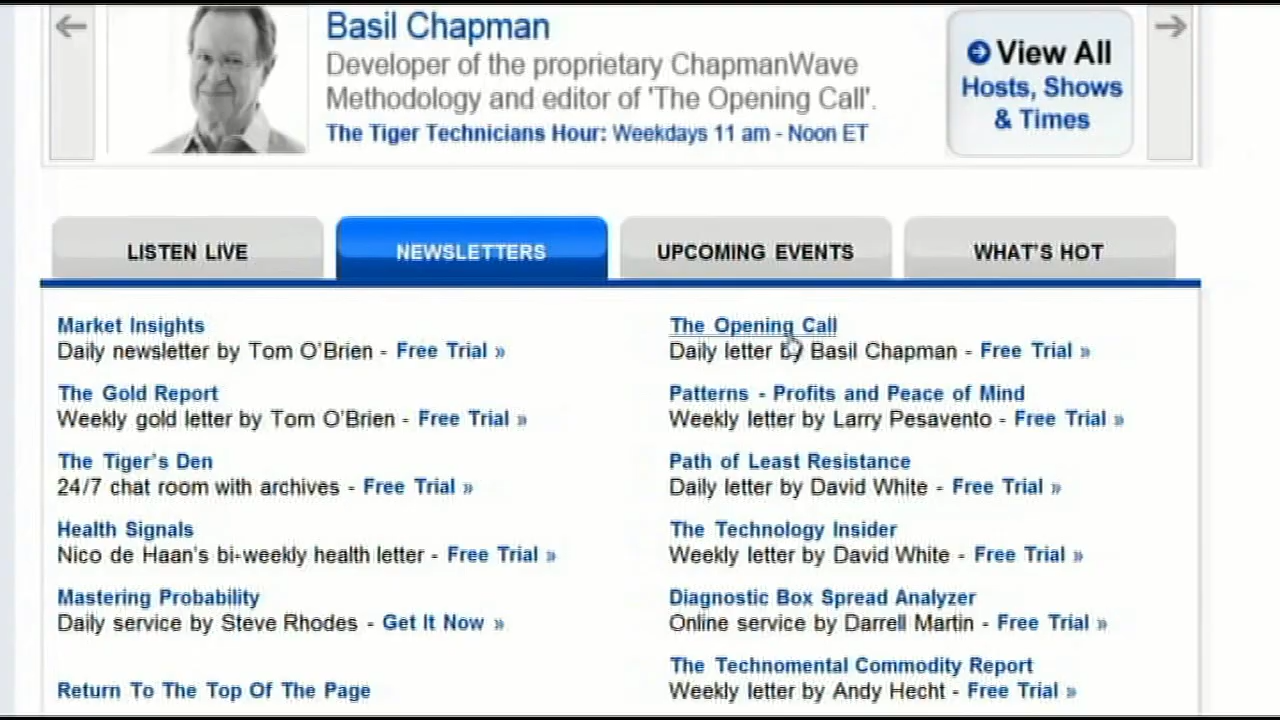 Basil Chapman
Developer of the proprietary ChapmanWave
Methodology and editor of 'The Opening Call'.
The Tiger Technicians Hour: Weekdays 11 am - Noon ET
View All
Hosts, Shows
& Times
LISTEN LIVE
NEWSLETTERS
UPCOMING EVENTS
WHAT'S HOT
Market Insights
Daily newsletter by Tom O'Brien - Free Trial »
The Gold Report
Weekly gold letter by Tom O'Brien - Free Trial »
The Tiger's Den
24/7 chat room with archives - Free Trial »
Health Signals
Nico de Haan's bi-weekly health letter - Free Trial »
Mastering Probability
Daily service by Steve Rhodes - Get It Now »
Return To The Top Of The Page
The Opening Call
Daily letter by Basil Chapman - Free Trial »
Patterns - Profits and Peace of Mind
Weekly letter by Larry Pesavento - Free Trial »
Path of Least Resistance
Daily letter by David White - Free Trial »
The Technology Insider
Weekly letter by David White - Free Trial »
Diagnostic Box Spread Analyzer
Online service by Darrell Martin - Free Trial »
The Technomental Commodity Report
Weekly letter by Andy Hecht - Free Trial »